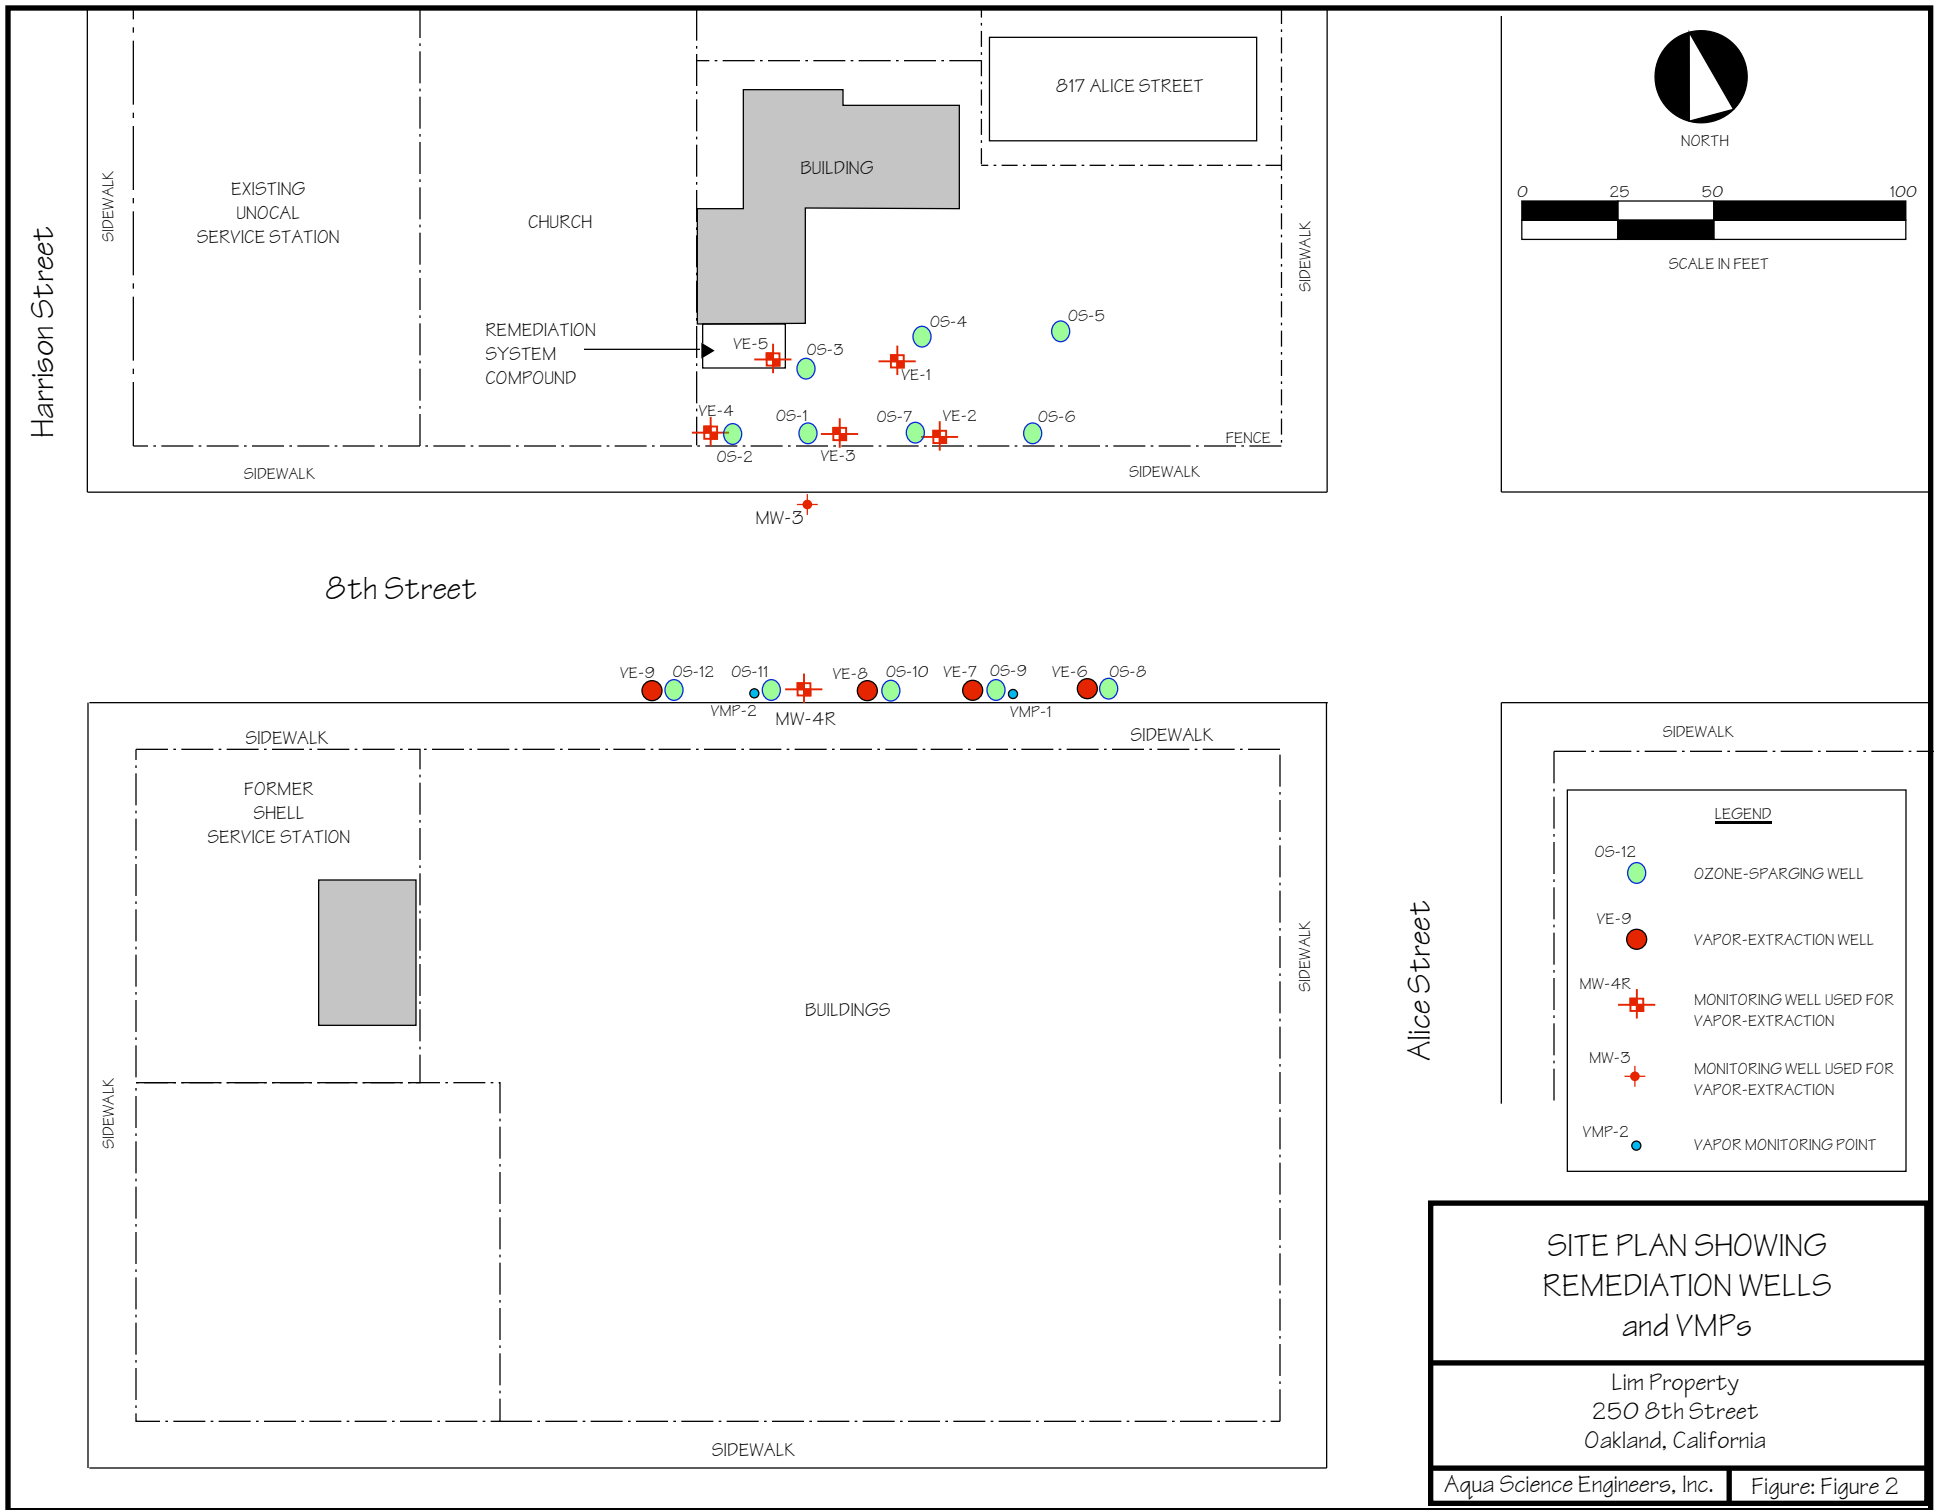 817 ALICE STREET
NORTH
0 25 50 100
SCALE IN FEET
BUILDING
SIDEWALK
EXISTING
UNOCAL
SERVICE STATION
CHURCH
SIDEWALK
Harrison Street
REMEDIATION
SYSTEM
COMPOUND
VE-5
OS-3
OS-4
OS-5
VE-1
VE-4
OS-1
OS-7
VE-2
OS-6
OS-2
VE-3
FENCE
SIDEWALK
SIDEWALK
MW-3
8th Street
VE-9
OS-12
OS-11
VE-8
OS-10
VE-7
OS-9
VE-6
OS-8
VMP-2
MW-4R
VMP-1
SIDEWALK
SIDEWALK
SIDEWALK
FORMER
SHELL
SERVICE STATION
BUILDINGS
SIDEWALK
SIDEWALK
SIDEWALK
Alice Street
LEGEND
OS-12
OZONE-SPARGING WELL
VE-9
VAPOR-EXTRACTION WELL
MW-4R
MONITORING WELL USED FOR
VAPOR-EXTRACTION
MW-3
MONITORING WELL USED FOR
VAPOR-EXTRACTION
VMP-2
VAPOR MONITORING POINT
SITE PLAN SHOWING
REMEDIATION WELLS
and VMPs
Lim Property
250 8th Street
Oakland, California
Aqua Science Engineers, Inc.
Figure: Figure 2